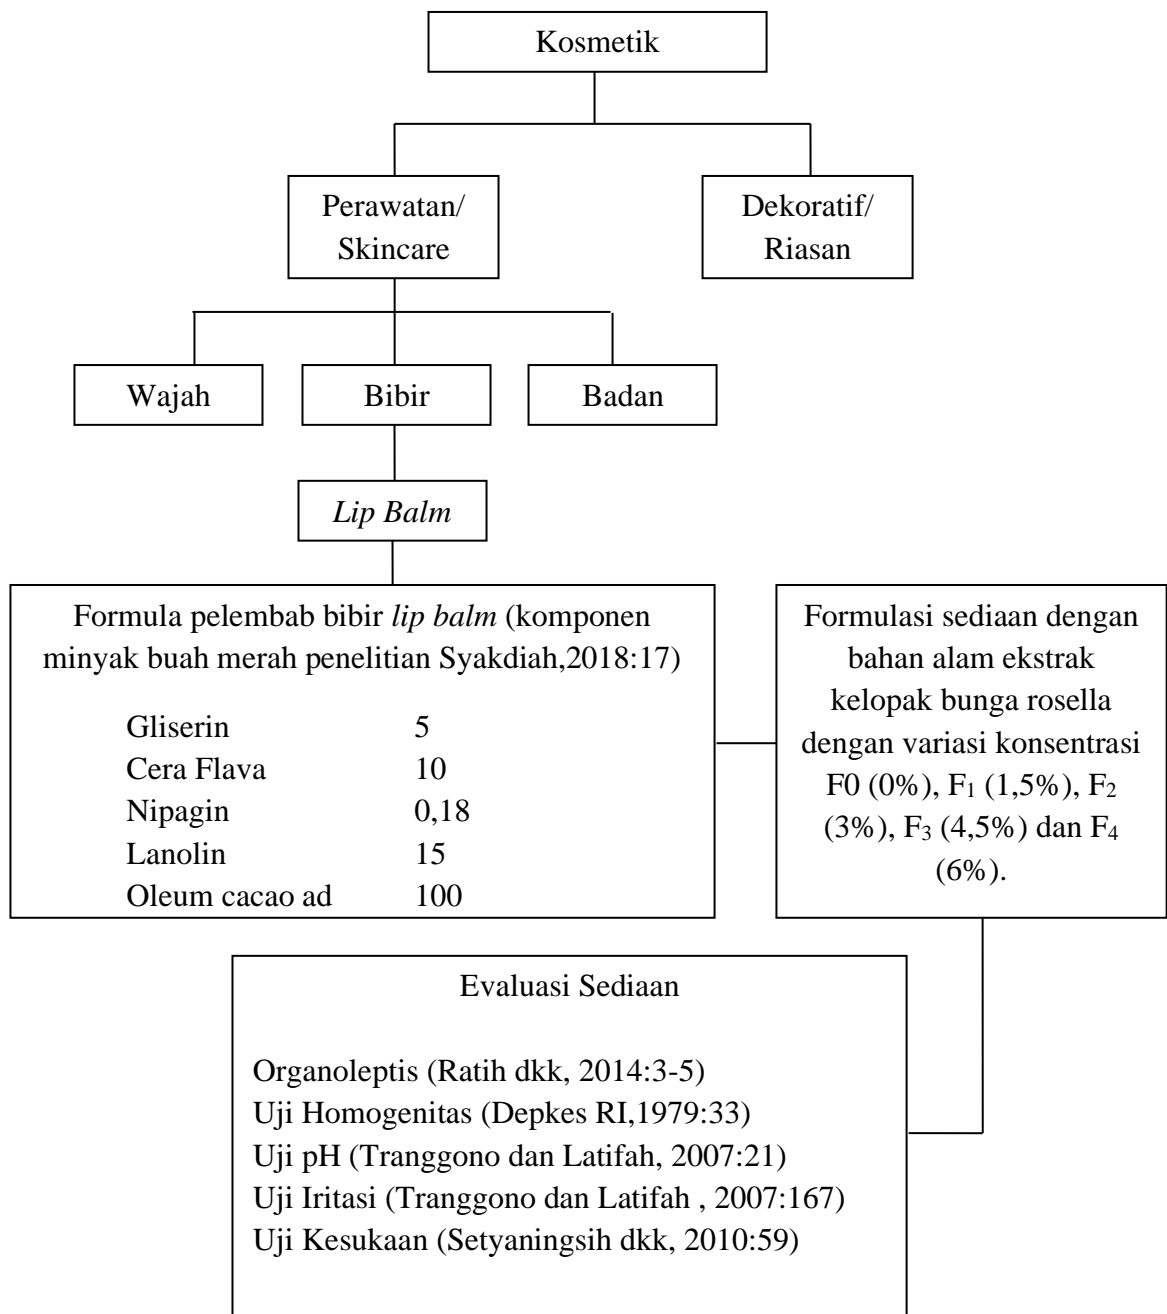 Kosmetik
Perawatan/
Skincare
Dekoratif/
Riasan
Wajah
Bibir
Badan
Lip Balm
Formula pelembab bibir lip balm (komponen
minyak buah merah penelitian Syakdiah,2018:17)
Gliserin 5
Cera Flava 10
Nipagin 0,18
Lanolin 15
Oleum cacao ad 100
Formulasi sediaan dengan
bahan alam ekstrak
kelopak bunga rosella
dengan variasi konsentrasi
F0 (0%), F₁ (1,5%), F₂
(3%), F₃ (4,5%) dan F₄
(6%).
Evaluasi Sediaan
Organoleptis (Ratih dkk, 2014:3-5)
Uji Homogenitas (Depkes RI,1979:33)
Uji pH (Tranggono dan Latifah, 2007:21)
Uji Iritasi (Tranggono dan Latifah , 2007:167)
Uji Kesukaan (Setyaningsih dkk, 2010:59)